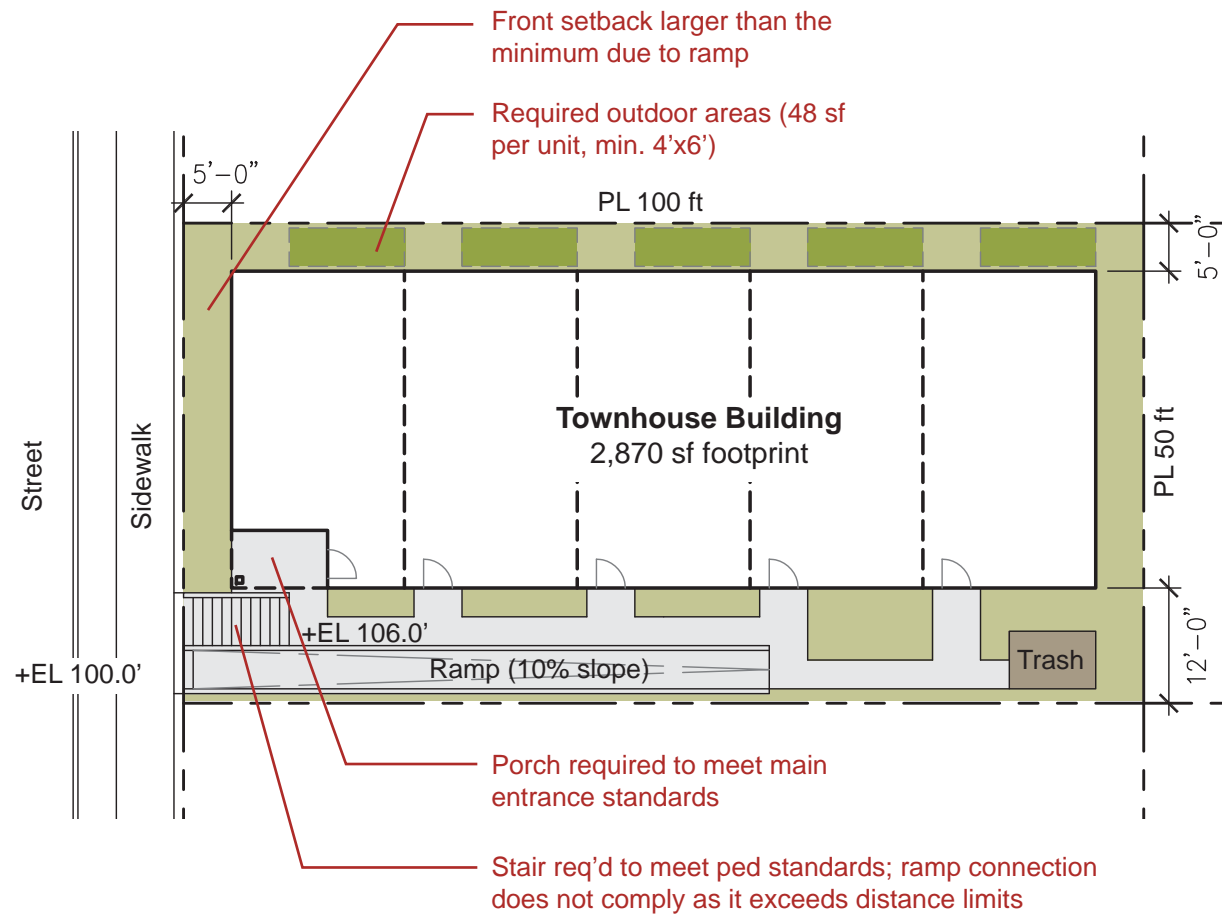 Front setback larger than the
minimum due to ramp
Required outdoor areas (48 sf
per unit, min. 4’x6’)
5’–0”
PL 100 ft
5’–0”
Townhouse Building
2,870 sf footprint
PL 50 ft
Street
Sidewalk
+EL 106.0’
+EL 100.0’
Ramp (10% slope)
Trash
12’–0”
Porch required to meet main
entrance standards
Stair req’d to meet ped standards; ramp connection
does not comply as it exceeds distance limits